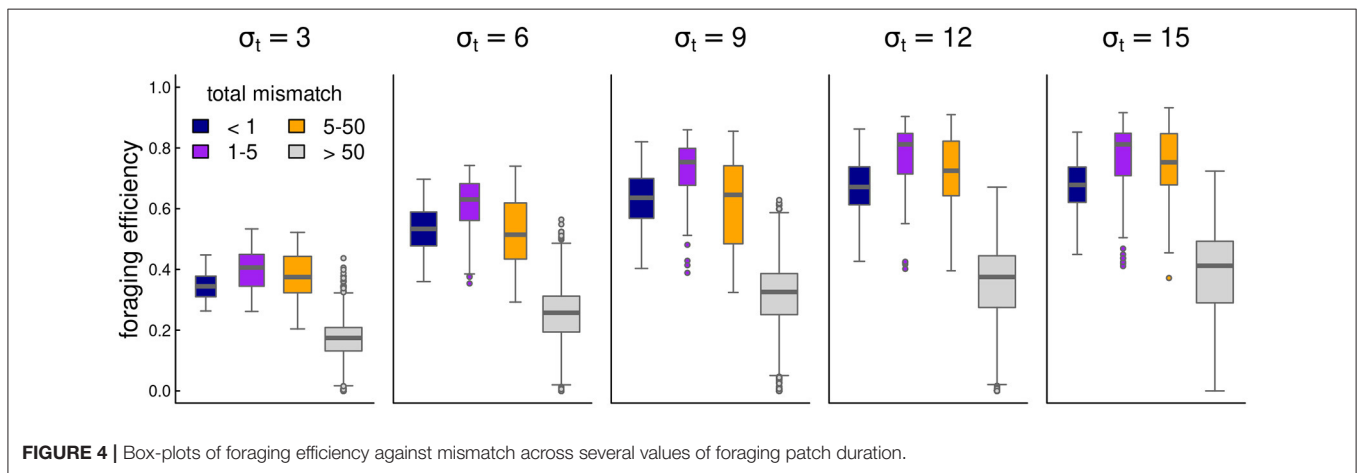 σt = 3 σt = 6 σt = 9 σt = 12 σt = 15
foraging efficiency
1.0
0.8
0.6
0.4
0.2
0.0
total mismatch
< 1 5-50
1-5 > 50
FIGURE 4 | Box-plots of foraging efficiency against mismatch across several values of foraging patch duration.